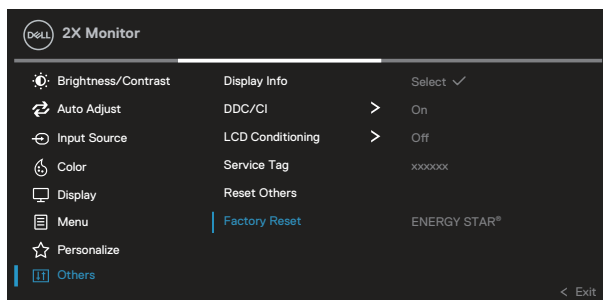 DELL 2X Monitor
Brightness/Contrast Display Info Select
Auto Adjust DDC/CI > On
Input Source LCD Conditioning > Off
Color Service Tag xxxxxx
Display Reset Others
Menu Factory Reset ENERGY STAR®
Personalize
Others
< Exit